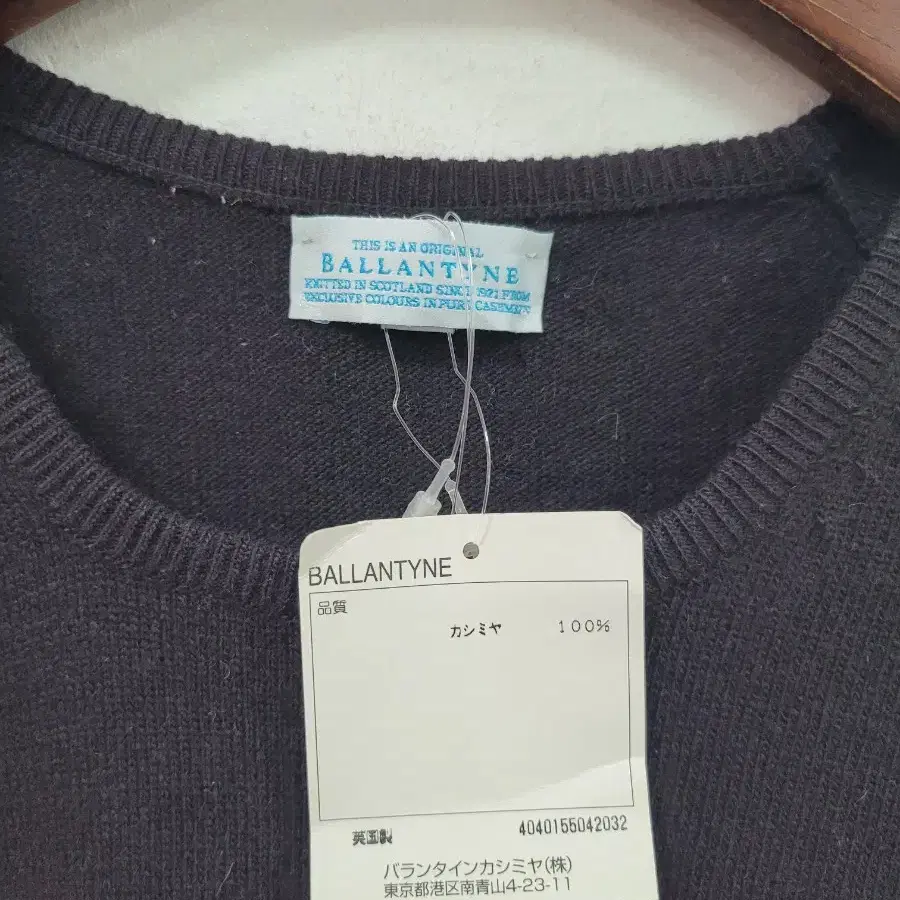 THIS IS AN ORIGINAL
BALLANTYNE
KNITTED IN SCOTLAND SINCE 1921 FROM
EXCLUSIVE COLOURS IN PURE CASHMERE
BALLANTYNE
品質
カシミヤ 100%
英国製 4040155042032
バランタインカシミヤ(株)
東京都港区南青山4-23-11